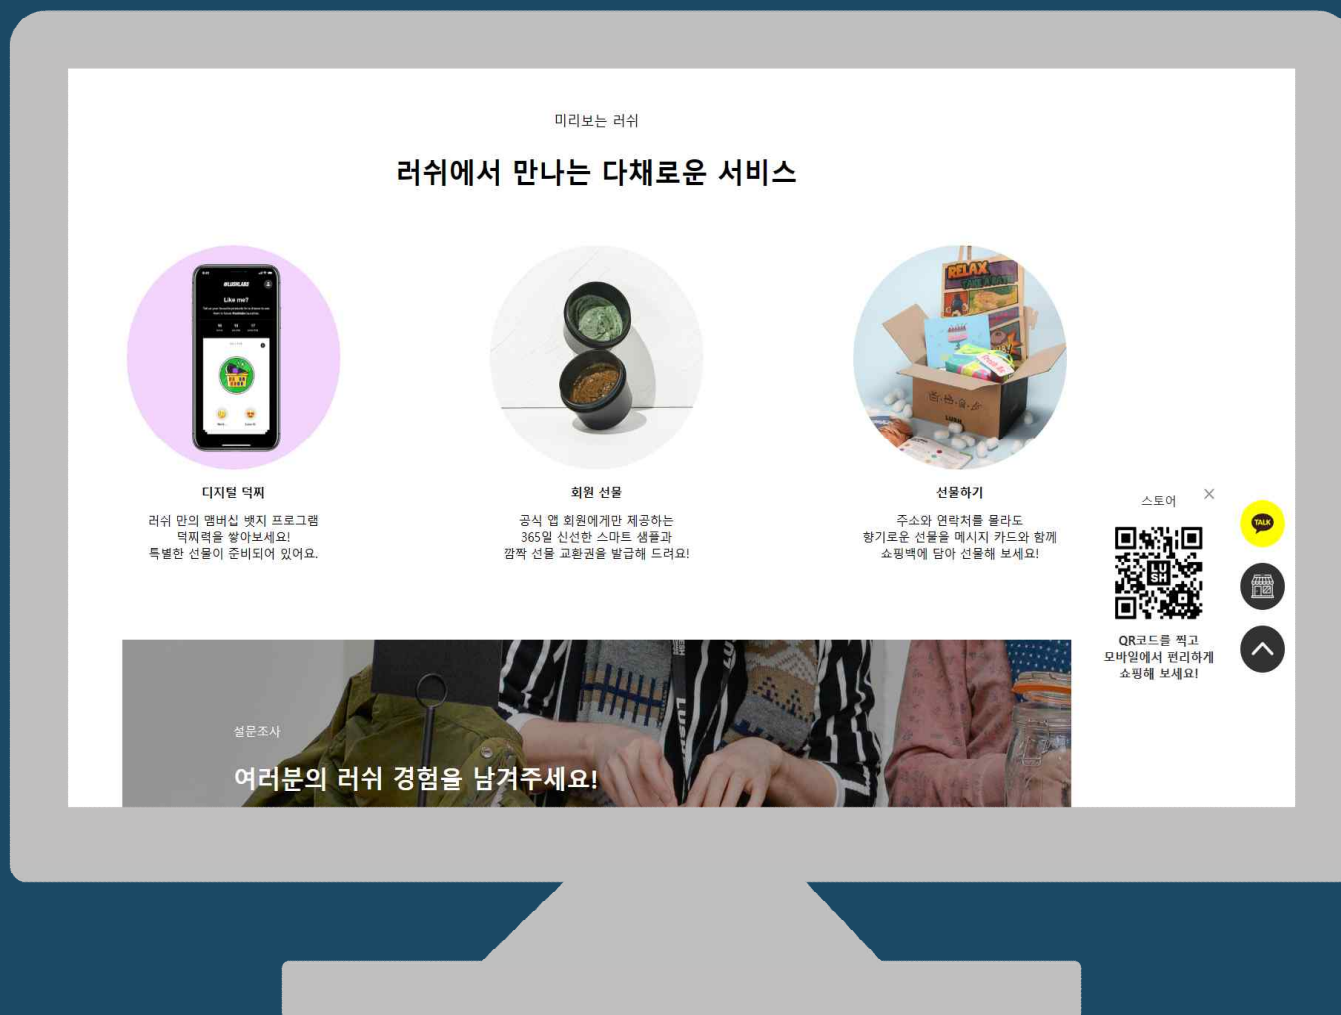 미리보는 러쉬
러쉬에서 만나는 다채로운 서비스
#LUSHLABS
Like me?
RELAX
LUSH
디지털 덕찌
러쉬 만의 맴버십 뱃지 프로그램
덕찌력을 쌓아보세요!
특별한 선물이 준비되어 있어요.
회원 선물
공식 앱 회원에게만 제공하는
365일 신선한 스마트 샘플과
깜짝 선물 교환권을 발급해 드려요!
선물하기
주소와 연락처를 몰라도
향기로운 선물을 메시지 카드와 함께
쇼핑백에 담아 선물해 보세요!
스토어
TALK
LU
SH
QR코드를 찍고
모바일에서 편리하게
쇼핑해 보세요!
LUSH
설문조사
여러분의 러쉬 경험을 남겨주세요!